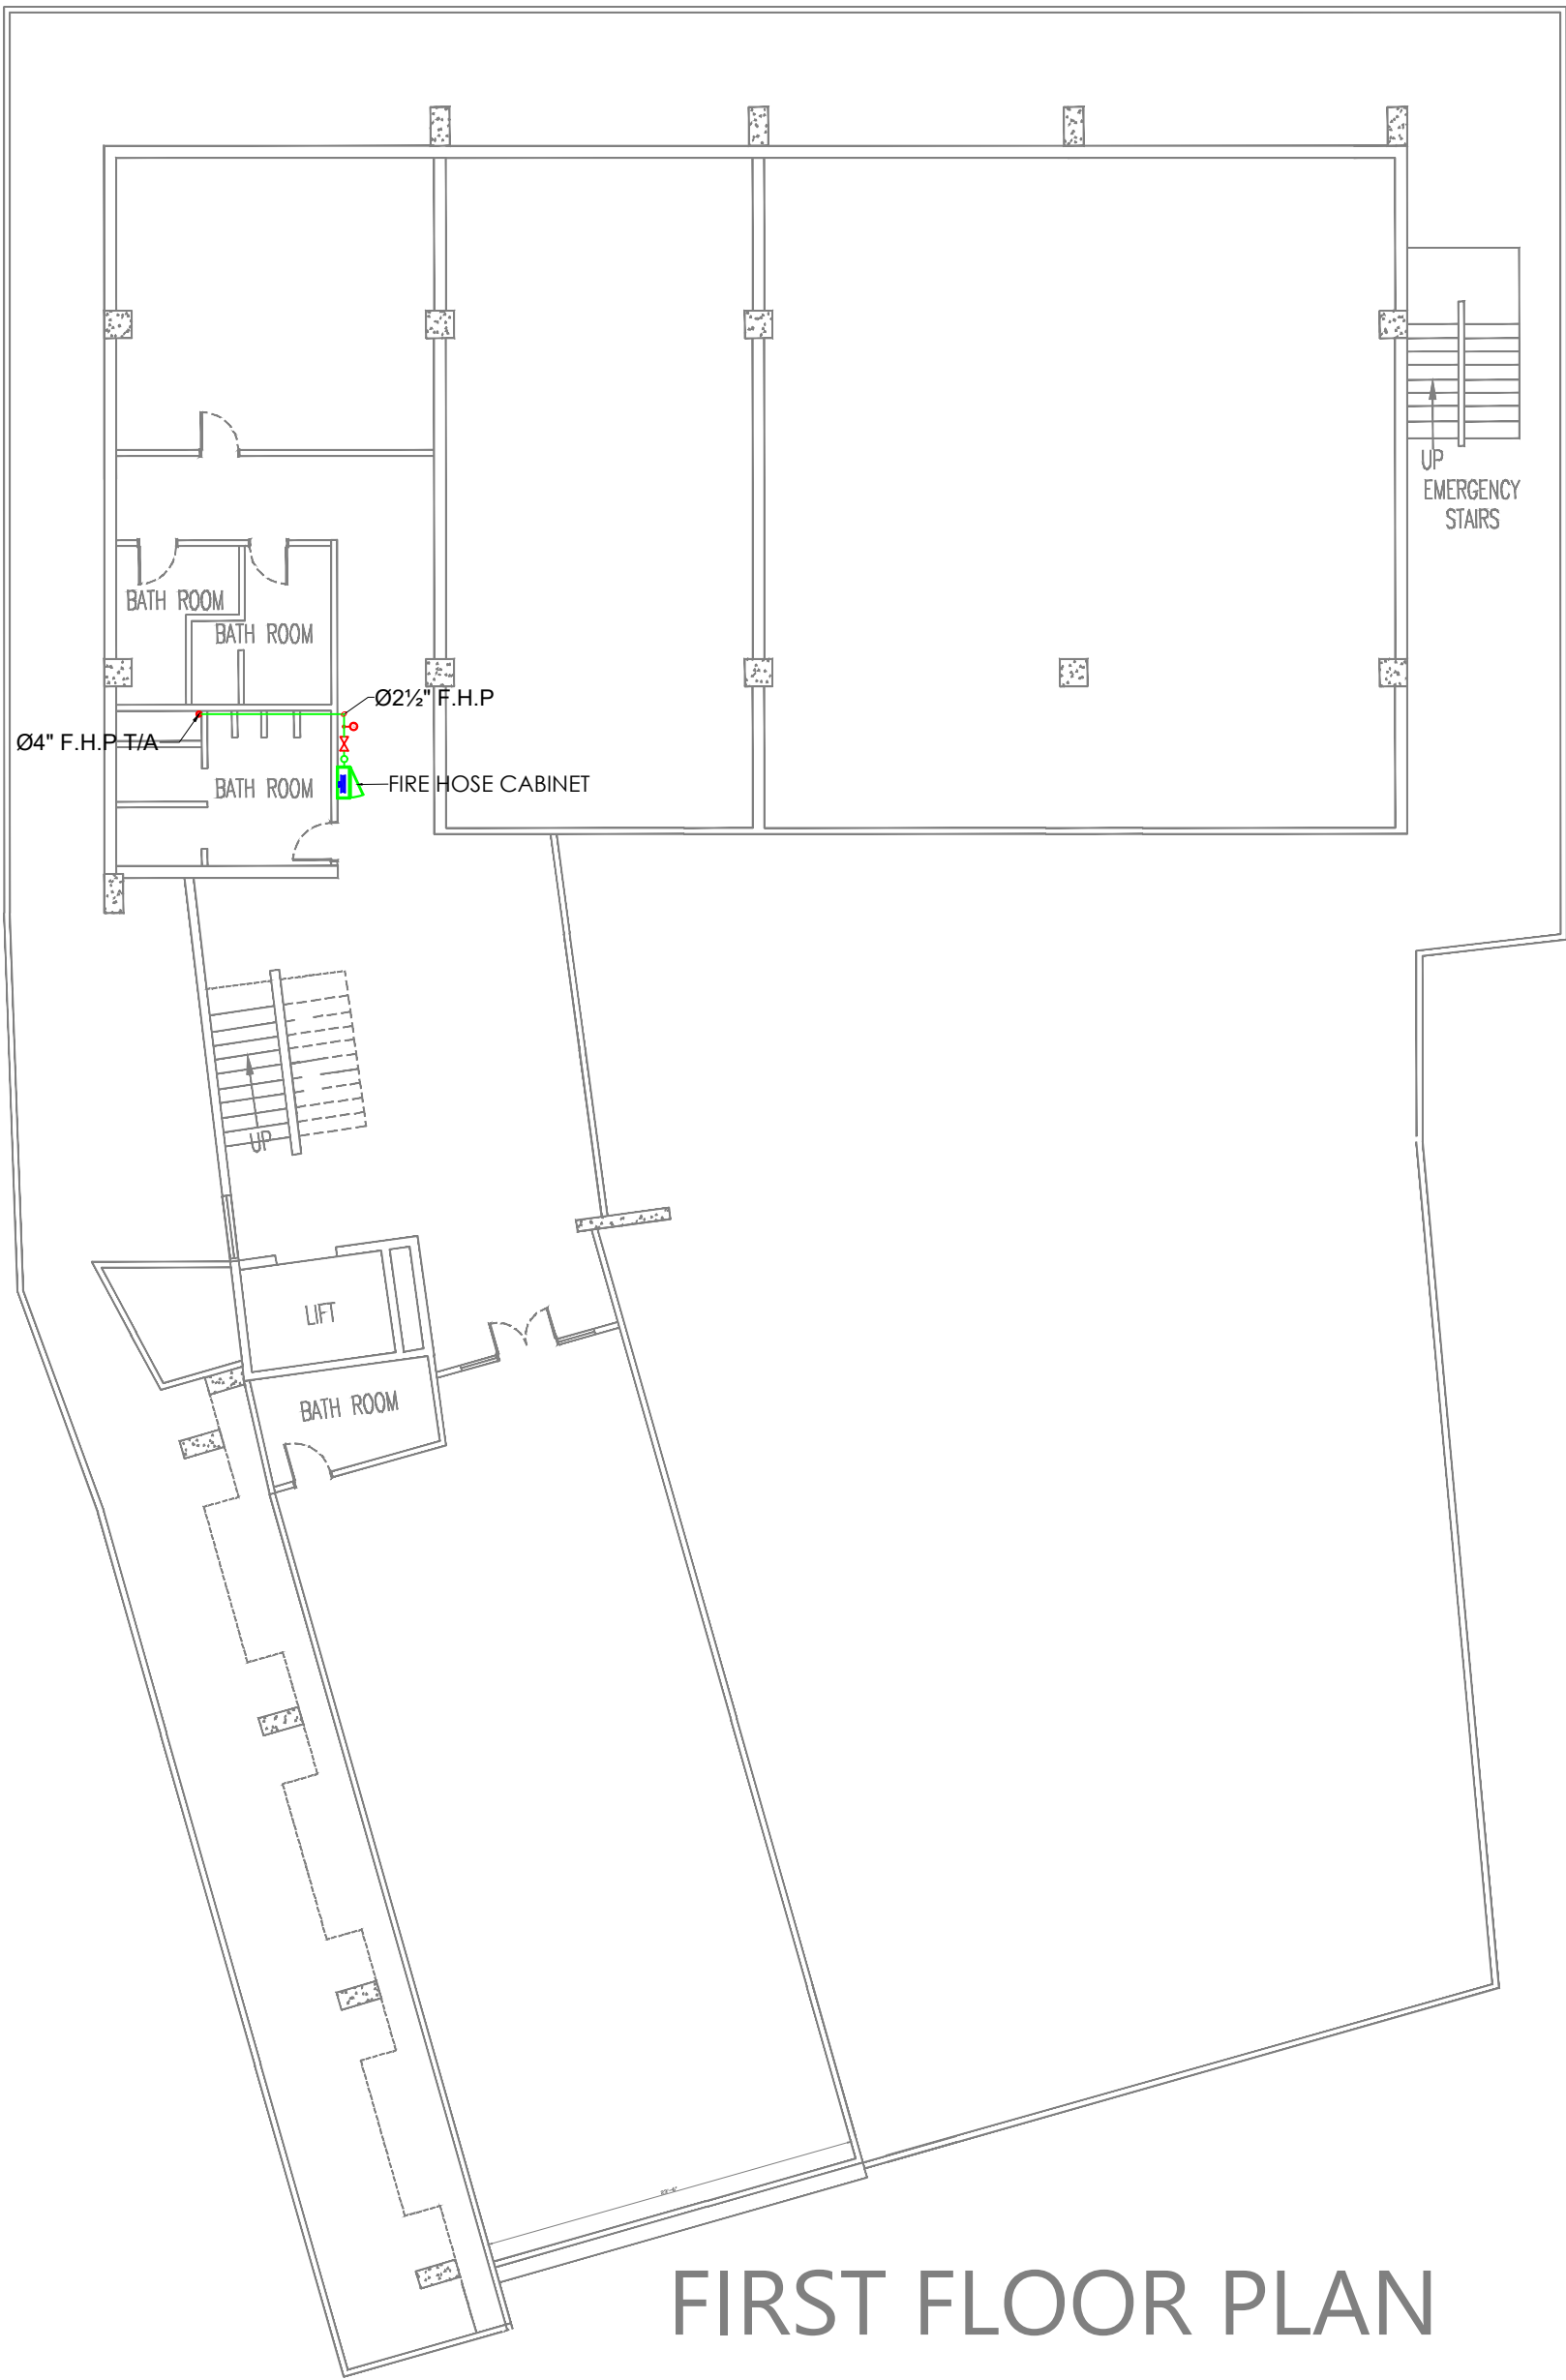 UP
EMERGENCY
STAIRS
BATH ROOM
BATH ROOM
Ø2½" F.H.P
Ø4" F.H.P T/A
BATH ROOM
FIRE HOSE CABINET
UP
LIFT
BATH ROOM
FIRST FLOOR PLAN